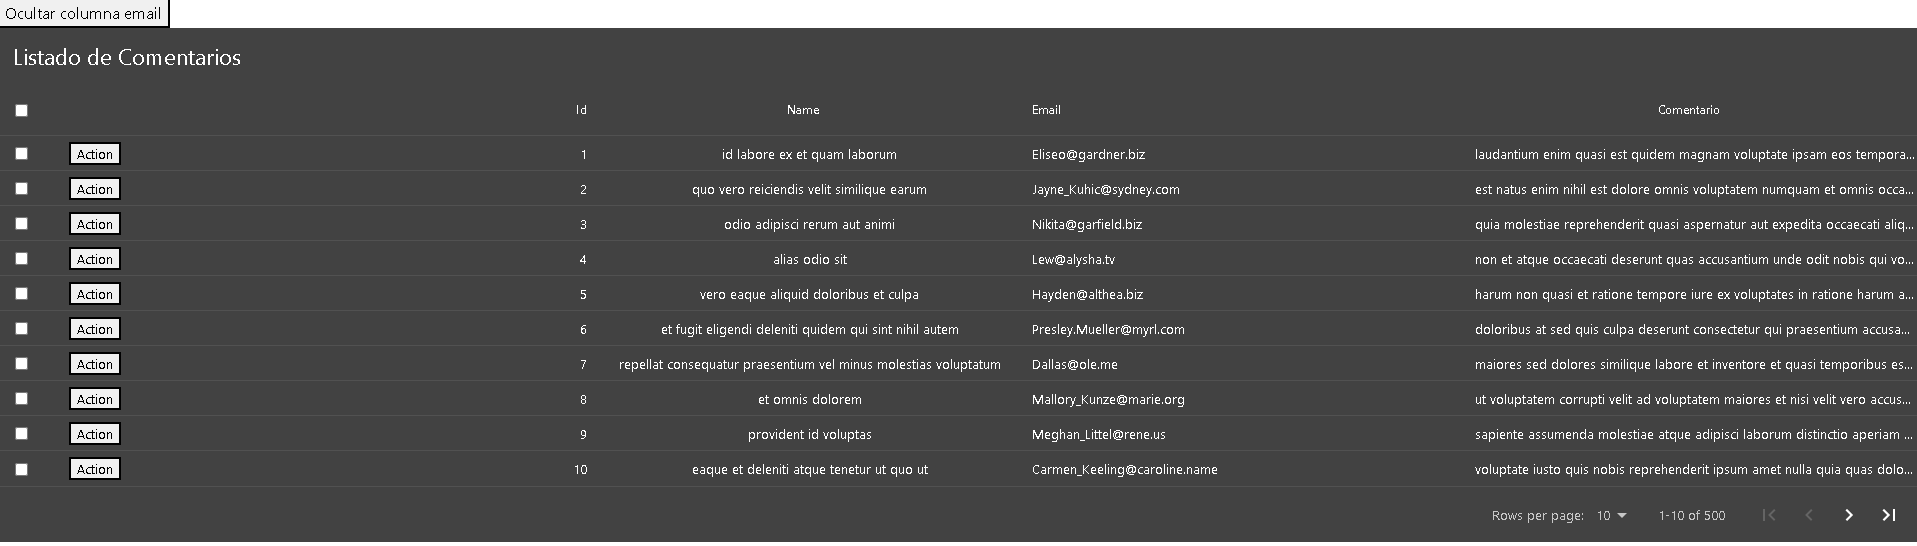 Ocultar columna email
Listado de Comentarios
Id Name Email Comentario
Action 1 id labore ex et quam laborum Eliseo@gardner.biz laudantium enim quasi est quidem magnam voluptate ipsam eos tempora...
Action 2 quo vero reiciendis velit similique earum Jayne_Kuhic@sydney.com est natus enim nihil est dolore omnis voluptatem numquam et omnis occa...
Action 3 odio adipisci rerum aut animi Nikita@garfield.biz quia molestiae reprehenderit quasi aspernatur aut expedita occaecati aliq...
Action 4 alias odio sit Lew@alysha.tv non et atque occaecati deserunt quas accusantium unde odit nobis qui vo...
Action 5 vero eaque aliquid doloribus et culpa Hayden@althea.biz harum non quasi et ratione tempore iure ex voluptates in ratione harum a...
Action 6 et fugit eligendi deleniti quidem qui sint nihil autem Presley.Mueller@myrl.com doloribus at sed quis culpa deserunt consectetur qui praesentium accusa...
Action 7 repellat consequatur praesentium vel minus molestias voluptatum Dallas@ole.me maiores sed dolores similique labore et inventore et quasi temporibus es...
Action 8 et omnis dolorem Mallory_Kunze@marie.org ut voluptatem corrupti velit ad voluptatem maiores et nisi velit vero accus...
Action 9 provident id voluptas Meghan_Littel@rene.us sapiente assumenda molestiae atque adipisci laborum distinctio aperiam ...
Action 10 eaque et deleniti atque tenetur ut quo ut Carmen_Keeling@caroline.name voluptate iusto quis nobis reprehenderit ipsum amet nulla quia quas dolo...
Rows per page: 10 1-10 of 500